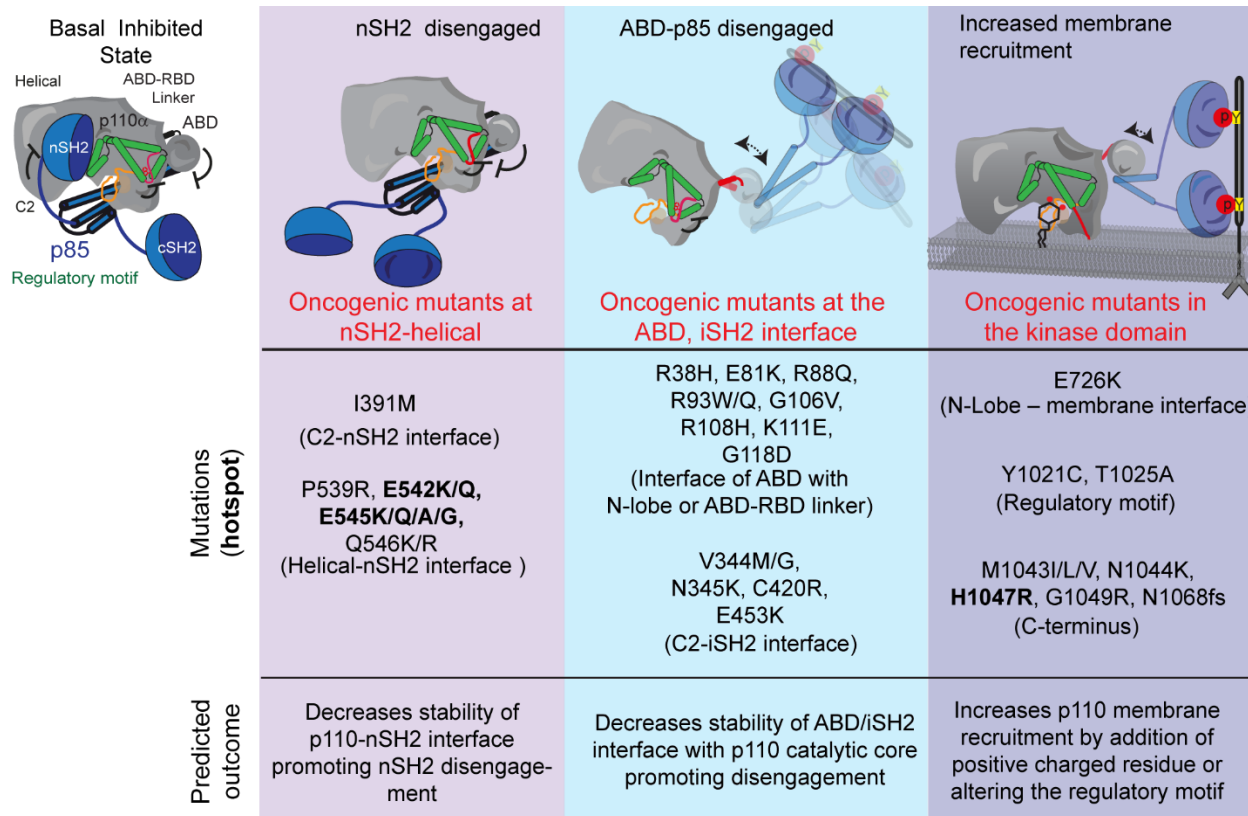 Basal Inhibited
State
Helical
ABD-RBD
Linker
ABD
p110α
nSH2
C2
p85
cSH2
Regulatory motif
nSH2 disengaged
Oncogenic mutants at
nSH2-helical
ABD-p85 disengaged
Y
Y
Y
Oncogenic mutants at the
ABD, iSH2 interface
Increased membrane
recruitment
pY
pY
Oncogenic mutants in
the kinase domain
Mutations
(hotspot)
I391M
(C2-nSH2 interface)
P539R, E542K/Q,
E545K/Q/A/G,
Q546K/R
(Helical-nSH2 interface )
R38H, E81K, R88Q,
R93W/Q, G106V,
R108H, K111E,
G118D
(Interface of ABD with
N-lobe or ABD-RBD linker)
V344M/G,
N345K, C420R,
E453K
(C2-iSH2 interface)
E726K
(N-Lobe – membrane interface
Y1021C, T1025A
(Regulatory motif)
M1043I/L/V, N1044K,
H1047R, G1049R, N1068fs
(C-terminus)
Predicted
outcome
Decreases stability of
p110-nSH2 interface
promoting nSH2 disengage-
ment
Decreases stability of ABD/iSH2
interface with p110 catalytic core
promoting disengagement
Increases p110 membrane
recruitment by addition of
positive charged residue or
altering the regulatory motif